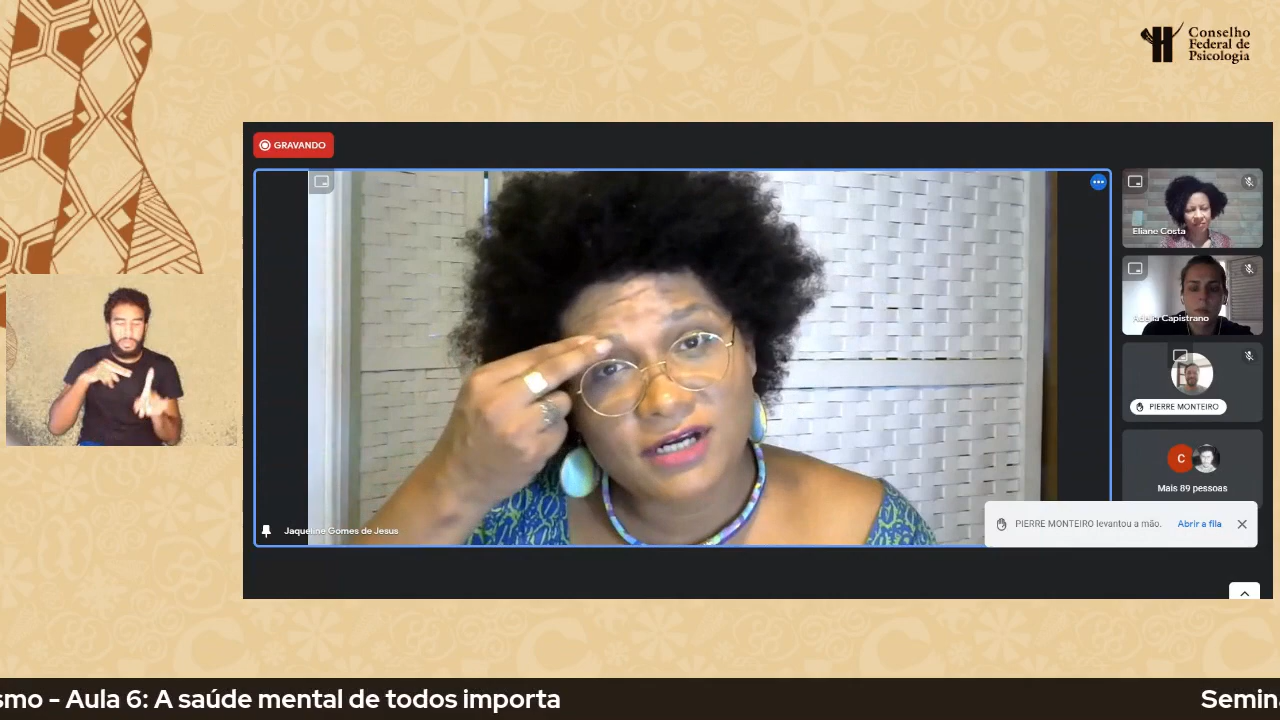 Conselho
Federal de
Psicologia
GRAVANDO
Eliane Costa
Adélia Capistrano
PIERRE MONTEIRO
C
Mais 89 pessoas
PIERRE MONTEIRO levantou a mão.
Abrir a fila
Jaqueline Gomes de Jesus
smo - Aula 6: A saúde mental de todos importa
Semin